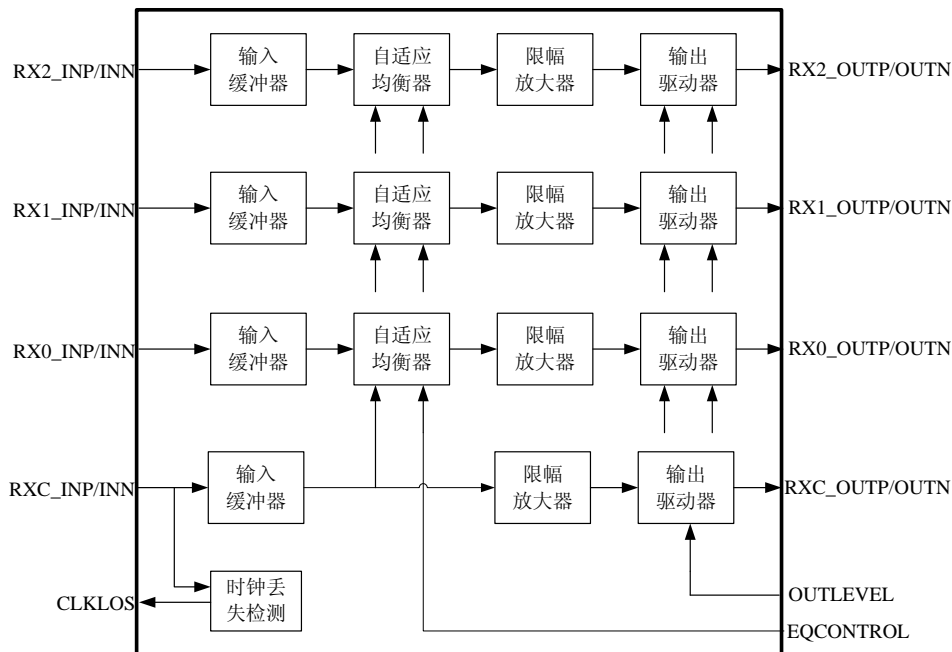 RX2_INP/INN
输入
缓冲器
自适应
均衡器
限幅
放大器
输出
驱动器
RX2_OUTP/OUTN
RX1_INP/INN
输入
缓冲器
自适应
均衡器
限幅
放大器
输出
驱动器
RX1_OUTP/OUTN
RX0_INP/INN
输入
缓冲器
自适应
均衡器
限幅
放大器
输出
驱动器
RX0_OUTP/OUTN
RXC_INP/INN
输入
缓冲器
限幅
放大器
输出
驱动器
RXC_OUTP/OUTN
CLKLOS
时钟丢
失检测
OUTLEVEL
EQCONTROL